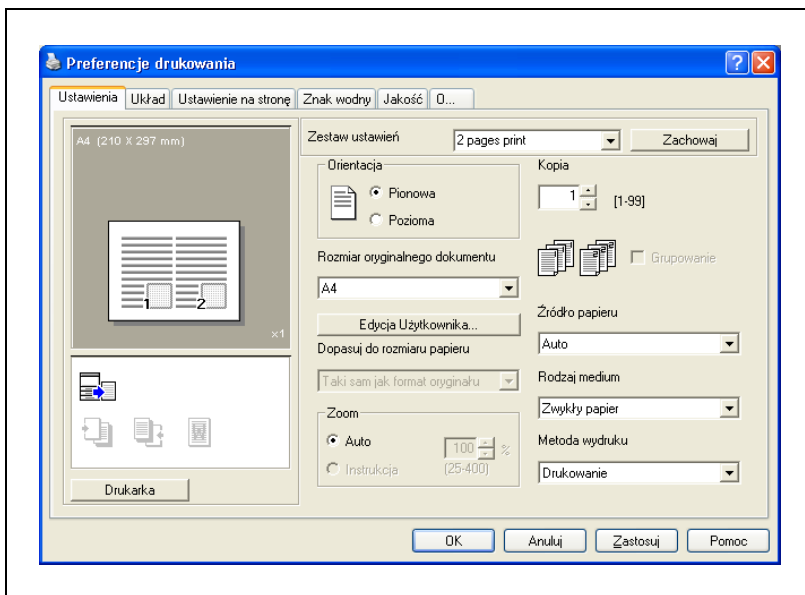 Preferencje drukowania
Ustawienia Układ Ustawienie na stronę Znak wodny Jakość O...
A4 (210 X 297 mm)
1 2
x1
Drukarka
Zestaw ustawień 2 pages print Zachowaj
Orientacja
Pionowa
Pozioma
Rozmiar oryginalnego dokumentu
A4
Edycja Użytkownika...
Dopasuj do rozmiaru papieru
Taki sam jak format oryginału
Zoom
Auto 100 %
Instrukcja (25-400)
Kopia
1 [1-99]
Grupowanie
Źródło papieru
Auto
Rodzaj medium
Zwykły papier
Metoda wydruku
Drukowanie
OK Anuluj Zastosuj Pomoc